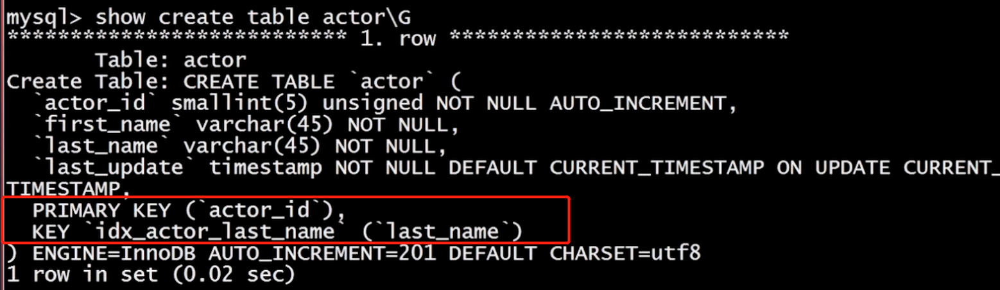 mysql> show create table actor\G
*************************** 1. row ***************************
Table: actor
Create Table: CREATE TABLE `actor` (
`actor_id` smallint(5) unsigned NOT NULL AUTO_INCREMENT,
`first_name` varchar(45) NOT NULL,
`last_name` varchar(45) NOT NULL,
`last_update` timestamp NOT NULL DEFAULT CURRENT_TIMESTAMP ON UPDATE CURRENT_
TIMESTAMP,
PRIMARY KEY (`actor_id`),
KEY `idx_actor_last_name` (`last_name`)
) ENGINE=InnoDB AUTO_INCREMENT=201 DEFAULT CHARSET=utf8
1 row in set (0.02 sec)